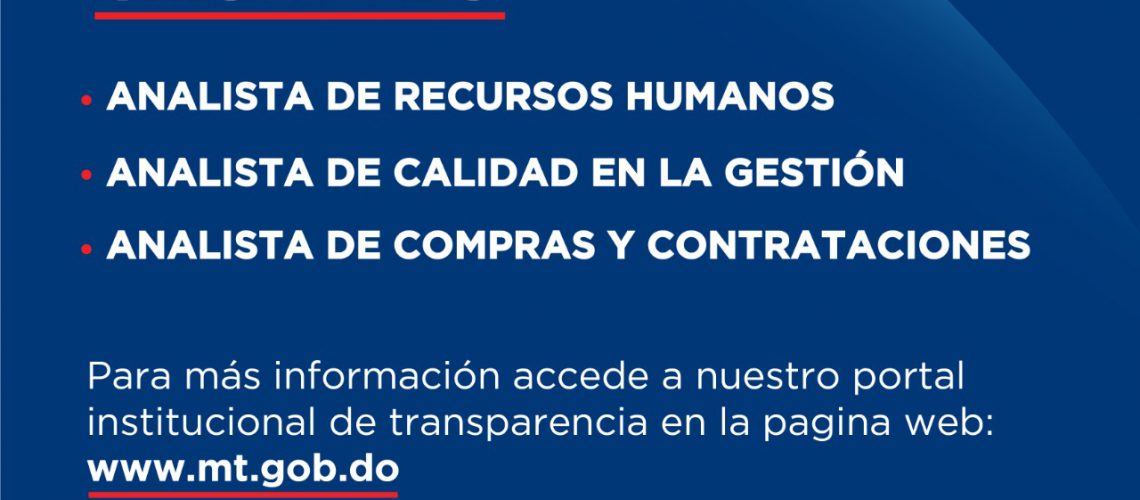 • ANALISTA DE RECURSOS HUMANOS
• ANALISTA DE CALIDAD EN LA GESTIÓN
• ANALISTA DE COMPRAS Y CONTRATACIONES
Para más información accede a nuestro portal
institucional de transparencia en la pagina web:
www.mt.gob.do